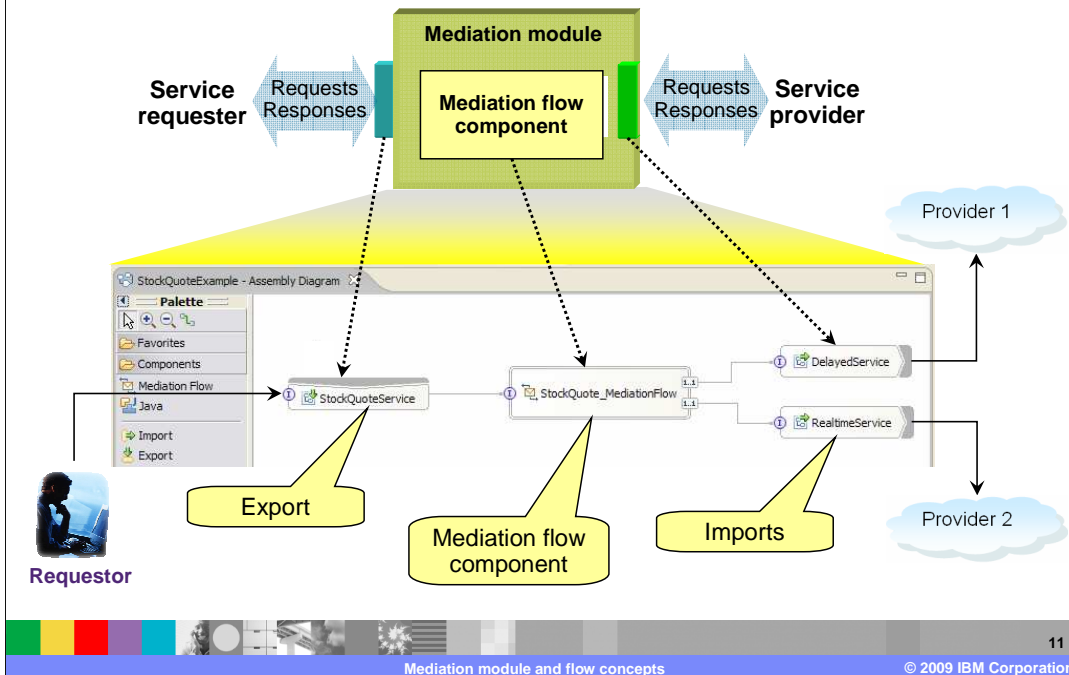 Mediation module
Service requester
Requests
Responses
Mediation flow
component
Requests
Responses
Service provider
Provider 1
StockQuoteExample - Assembly Diagram
Palette
Favorites
Components
Mediation Flow
Java
Import
Export
StockQuoteService
StockQuote_MediationFlow
1..1
1..1
DelayedService
RealtimeService
Export
Mediation flow
component
Imports
Provider 2
Requestor
11
Mediation module and flow concepts
© 2009 IBM Corporation